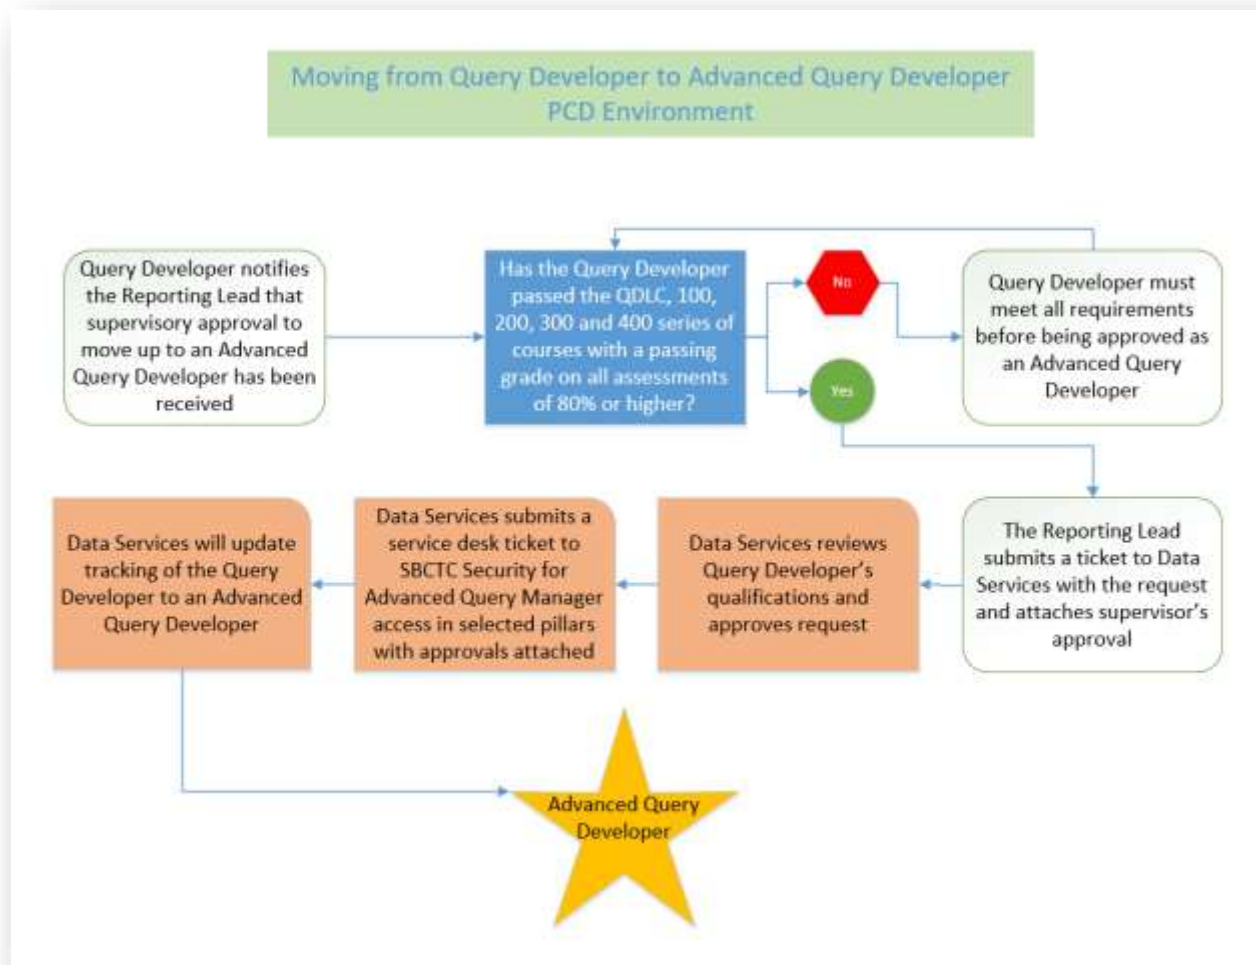 Moving from Query Developer to Advanced Query Developer
PCD Environment
Query Developer notifies
the Reporting Lead that
supervisory approval to
move up to an Advanced
Query Developer has been
received
Has the Query Developer
passed the QDLC, 100,
200, 300 and 400 series of
courses with a passing
grade on all assessments
of 80% or higher?
No
Yes
Query Developer must
meet all requirements
before being approved as
an Advanced Query
Developer
The Reporting Lead
submits a ticket to Data
Services with the request
and attaches supervisor's
approval
Data Services reviews
Query Developer's
qualifications and
approves request
Data Services submits a
service desk ticket to
SBCTC Security for
Advanced Query Manager
access in selected pillars
with approvals attached
Data Services will update
tracking of the Query
Developer to an Advanced
Query Developer
Advanced Query
Developer